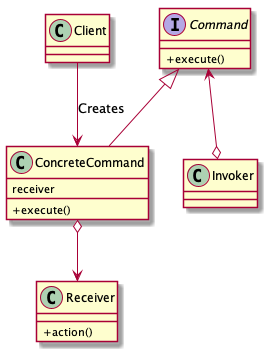 C Client
I Command
+execute()
Creates
C ConcreteCommand
receiver
+execute()
C Invoker
C Receiver
+action()